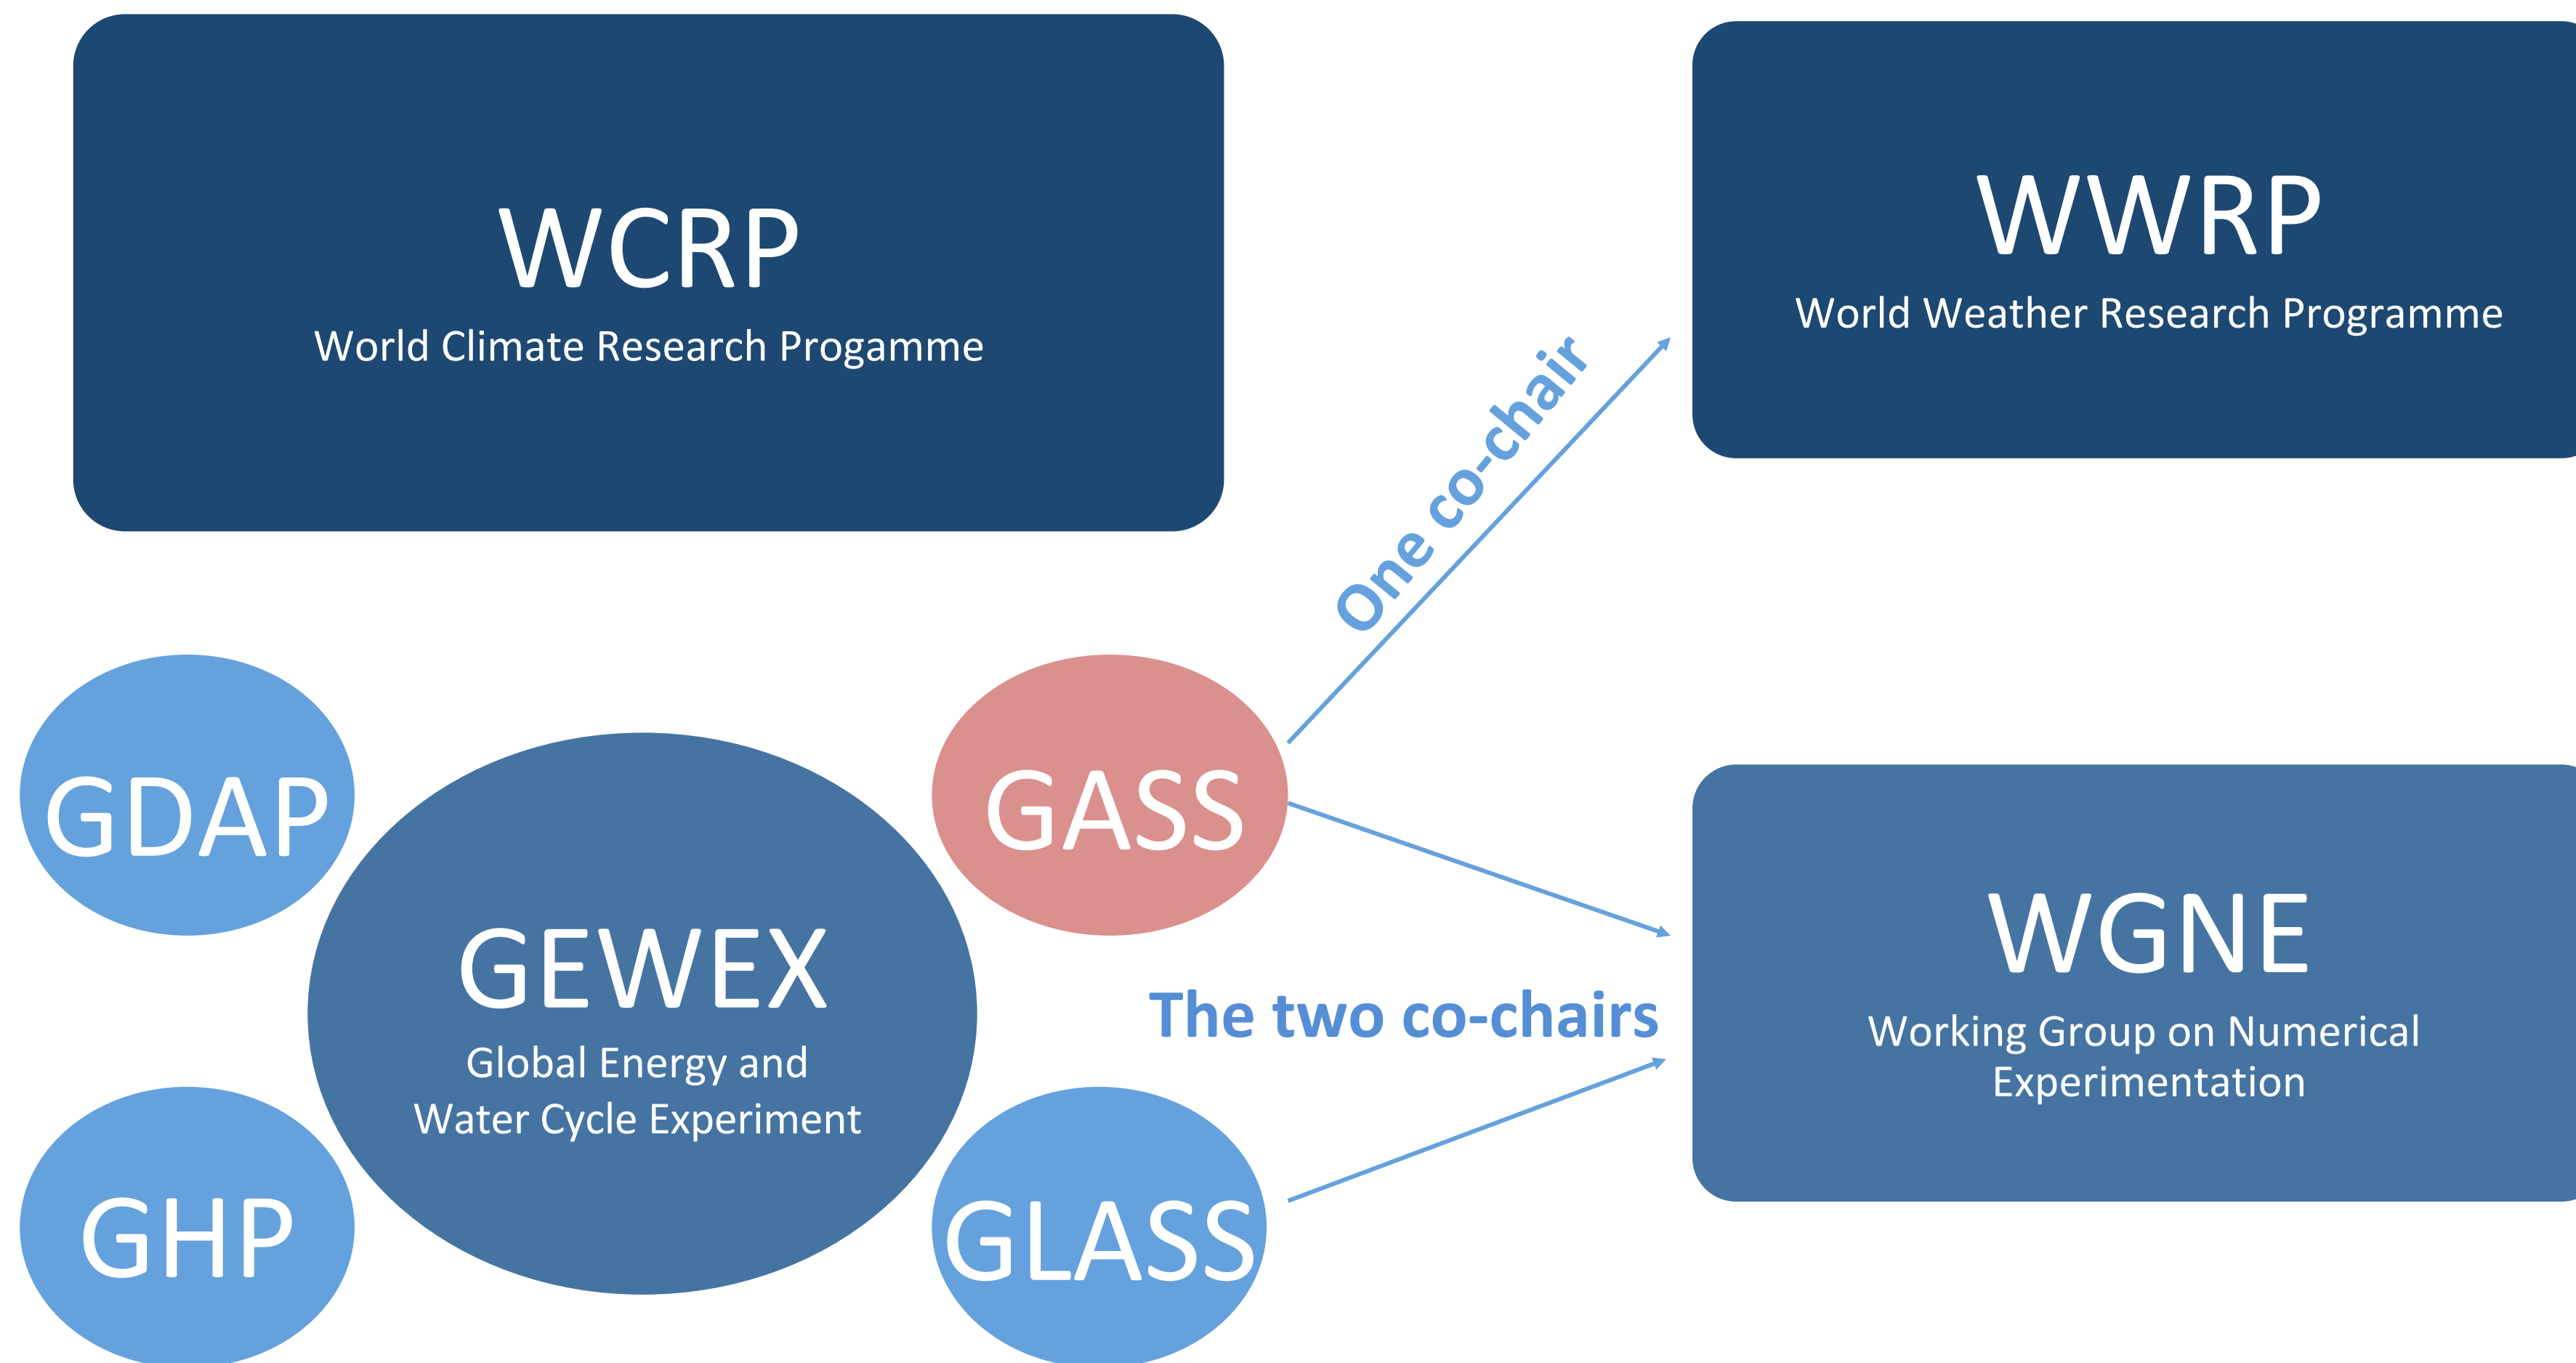 WCRP
World Climate Research Progamme
WWRP
World Weather Research Programme
One co-chair
GDAP
GASS
GEWEX
Global Energy and
Water Cycle Experiment
WGNE
Working Group on Numerical
Experimentation
The two co-chairs
GHP
GLASS